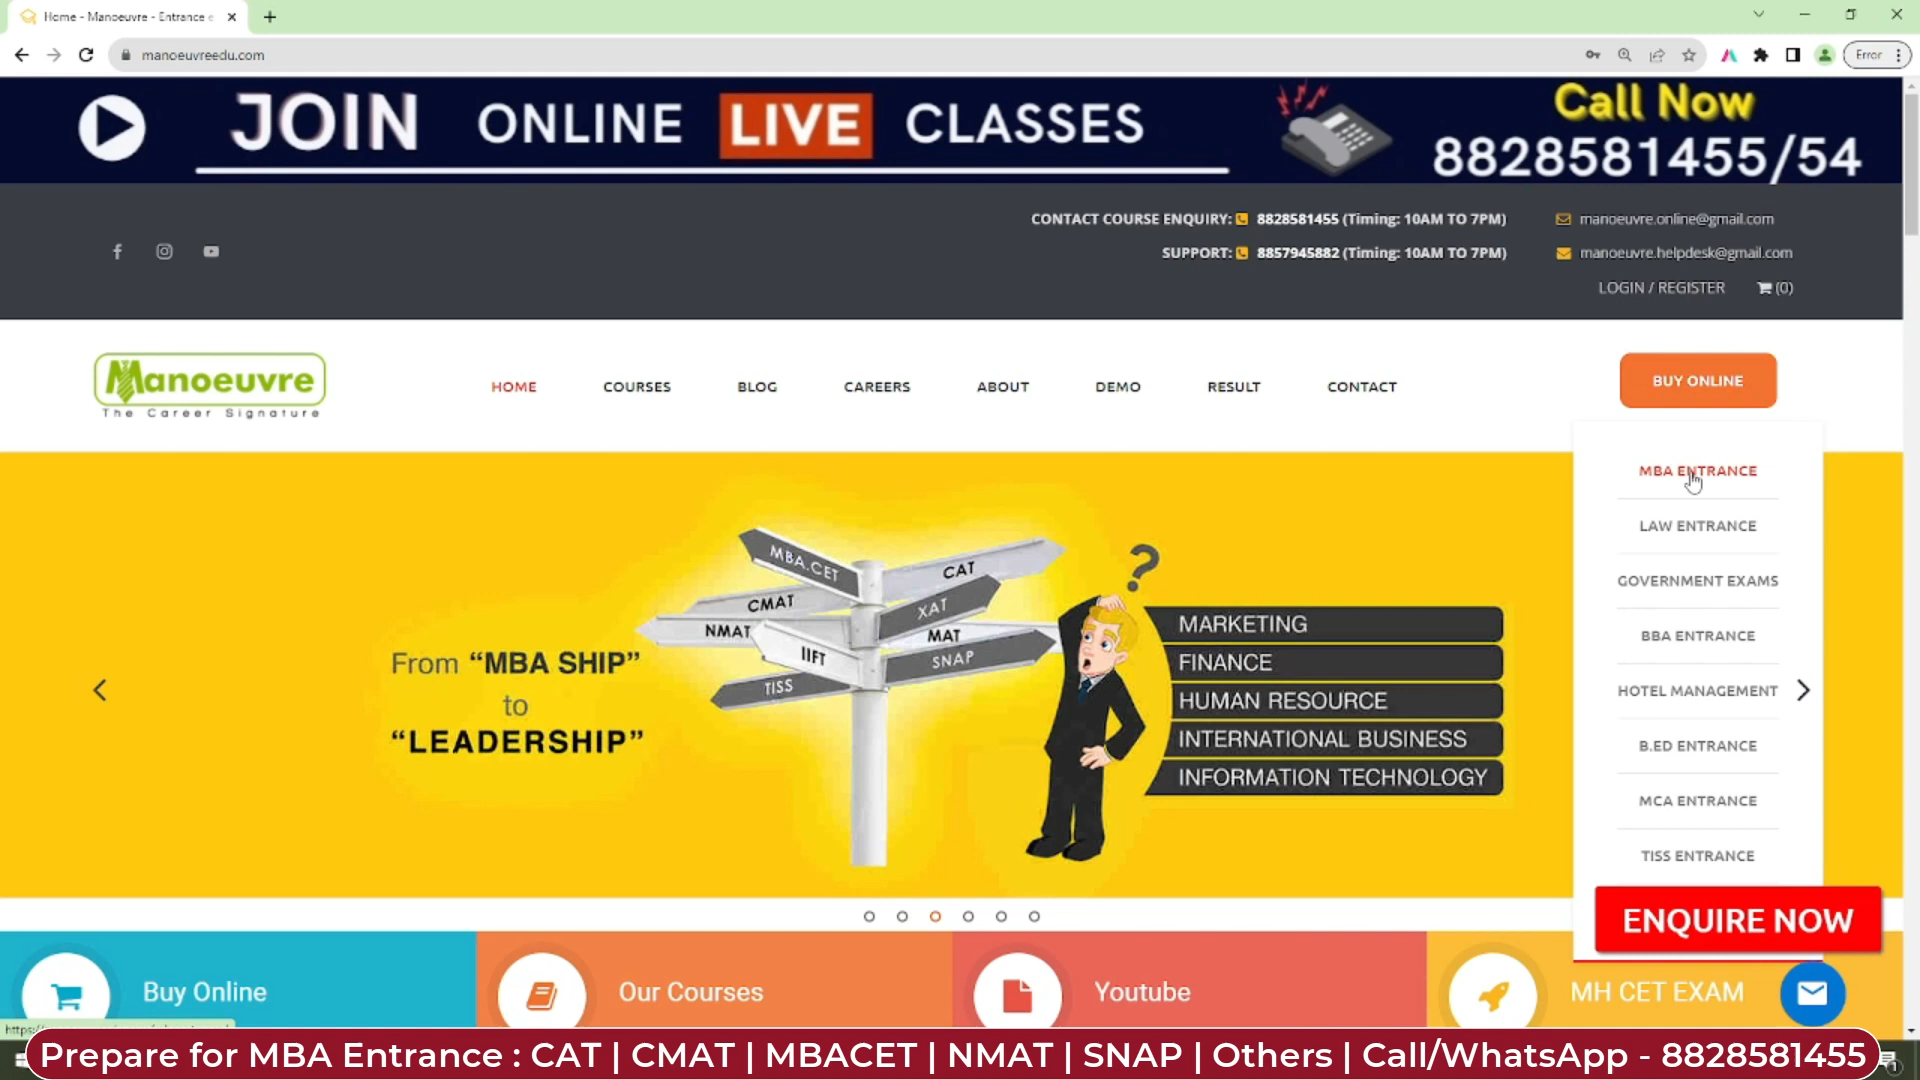 Home - Manoeuvre - Entrance e
manoeuvreedu.com
Error
JOIN ONLINE LIVE CLASSES
Call Now
8828581455/54
CONTACT COURSE ENQUIRY: 8828581455 (Timing: 10AM TO 7PM)
manoeuvre.online@gmail.com
SUPPORT: 8857945882 (Timing: 10AM TO 7PM)
manoeuvre.helpdesk@gmail.com
LOGIN / REGISTER (0)
Manoeuvre
The Career Signature
HOME COURSES BLOG CAREERS ABOUT DEMO RESULT CONTACT
BUY ONLINE
MBA ENTRANCE
LAW ENTRANCE
GOVERNMENT EXAMS
BBA ENTRANCE
HOTEL MANAGEMENT
B.ED ENTRANCE
MCA ENTRANCE
TISS ENTRANCE
From “MBA SHIP”
to
“LEADERSHIP”
MBA.CET
CAT
CMAT
XAT
NMAT
MAT
IIFT
SNAP
TISS
?
MARKETING
FINANCE
HUMAN RESOURCE
INTERNATIONAL BUSINESS
INFORMATION TECHNOLOGY
ENQUIRE NOW
Buy Online
Our Courses
Youtube
MH CET EXAM
Prepare for MBA Entrance : CAT | CMAT | MBACET | NMAT | SNAP | Others | Call/WhatsApp - 8828581455